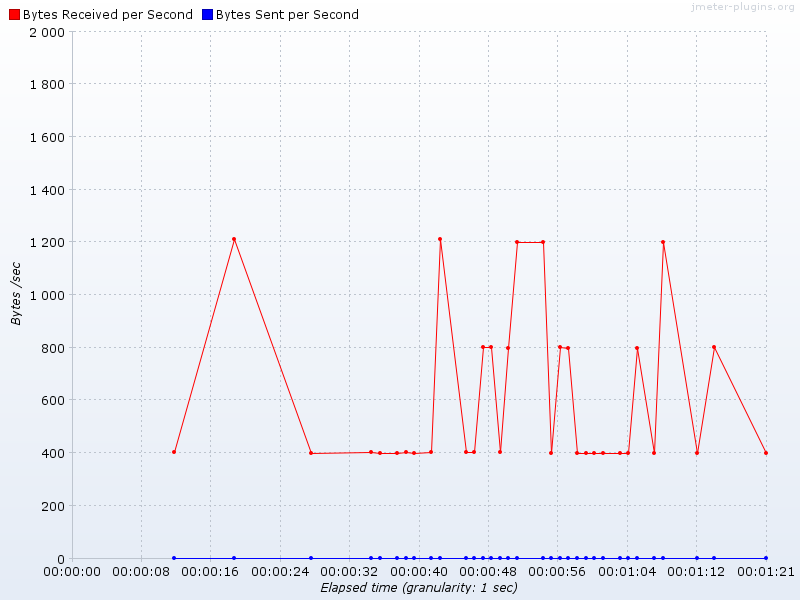 jmeter-plugins.org
Bytes Received per Second Bytes Sent per Second
2 000
1 800
1 600
1 400
1 200
1 000
800
600
400
200
0
Bytes /sec
00:00:00 00:00:08 00:00:16 00:00:24 00:00:32 00:00:40 00:00:48 00:00:56 00:01:04 00:01:12 00:01:21
Elapsed time (granularity: 1 sec)